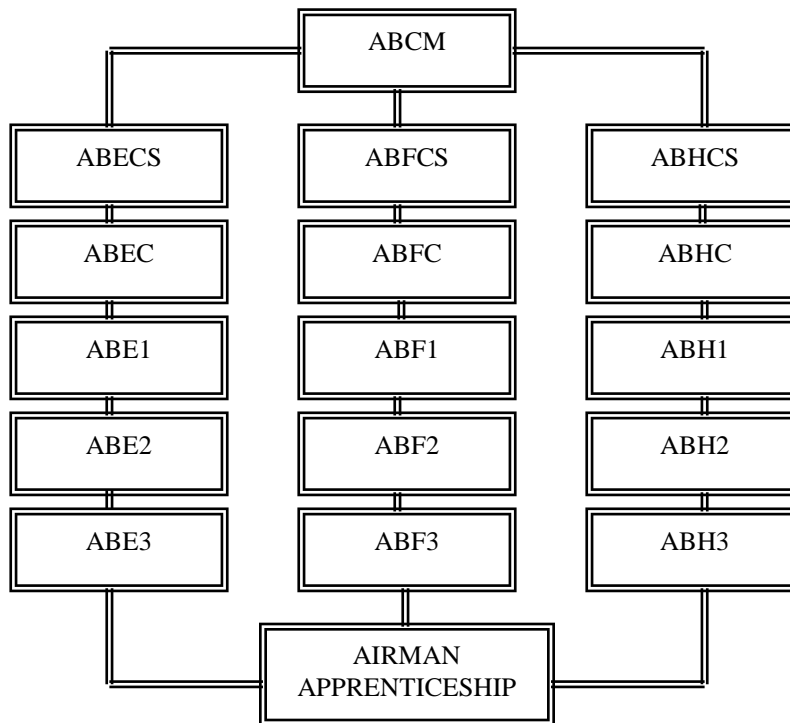 ABCM
ABECS
ABFCS
ABHCS
ABEC
ABFC
ABHC
ABE1
ABF1
ABH1
ABE2
ABF2
ABH2
ABE3
ABF3
ABH3
AIRMAN
APPRENTICESHIP